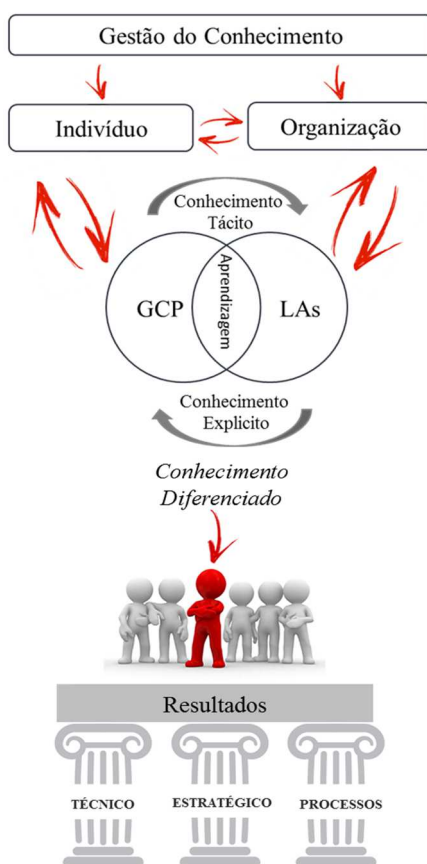 Gestão do Conhecimento
Indivíduo
Organização
Conhecimento
Tácito
GCP
Aprendizagem
LAs
Conhecimento
Explicito
Conhecimento
Diferenciado
Resultados
TÉCNICO
ESTRATÉGICO
PROCESSOS